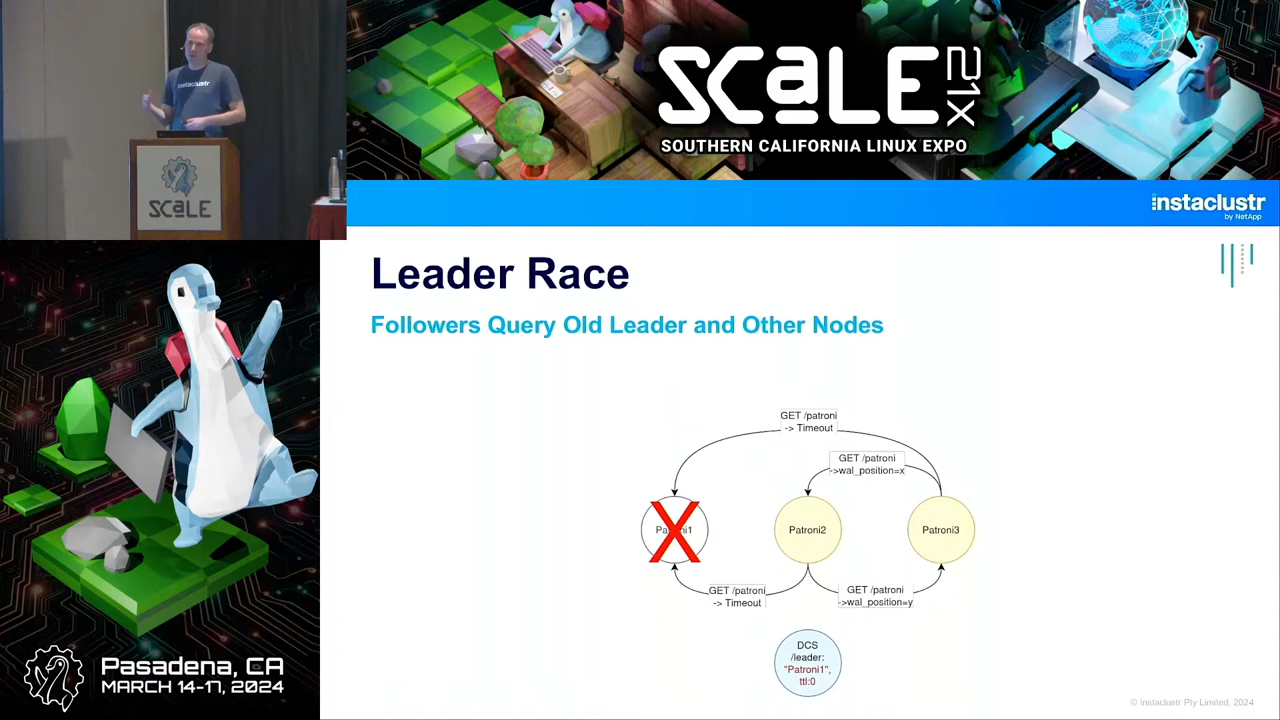 instaclustr
SCaLE
SCaLE 21X
SOUTHERN CALIFORNIA LINUX EXPO
instaclustr
by NetApp
Leader Race
Followers Query Old Leader and Other Nodes
GET /patroni
-> Timeout
GET /patroni
->wal_position=x
Patroni2
Patroni3
GET /patroni
-> Timeout
GET /patroni
->wal_position=y
DCS
/leader:
"Patroni1",
ttl:0
Pasadena, CA
MARCH 14-17, 2024
© Instaclustr Pty Limited, 2024